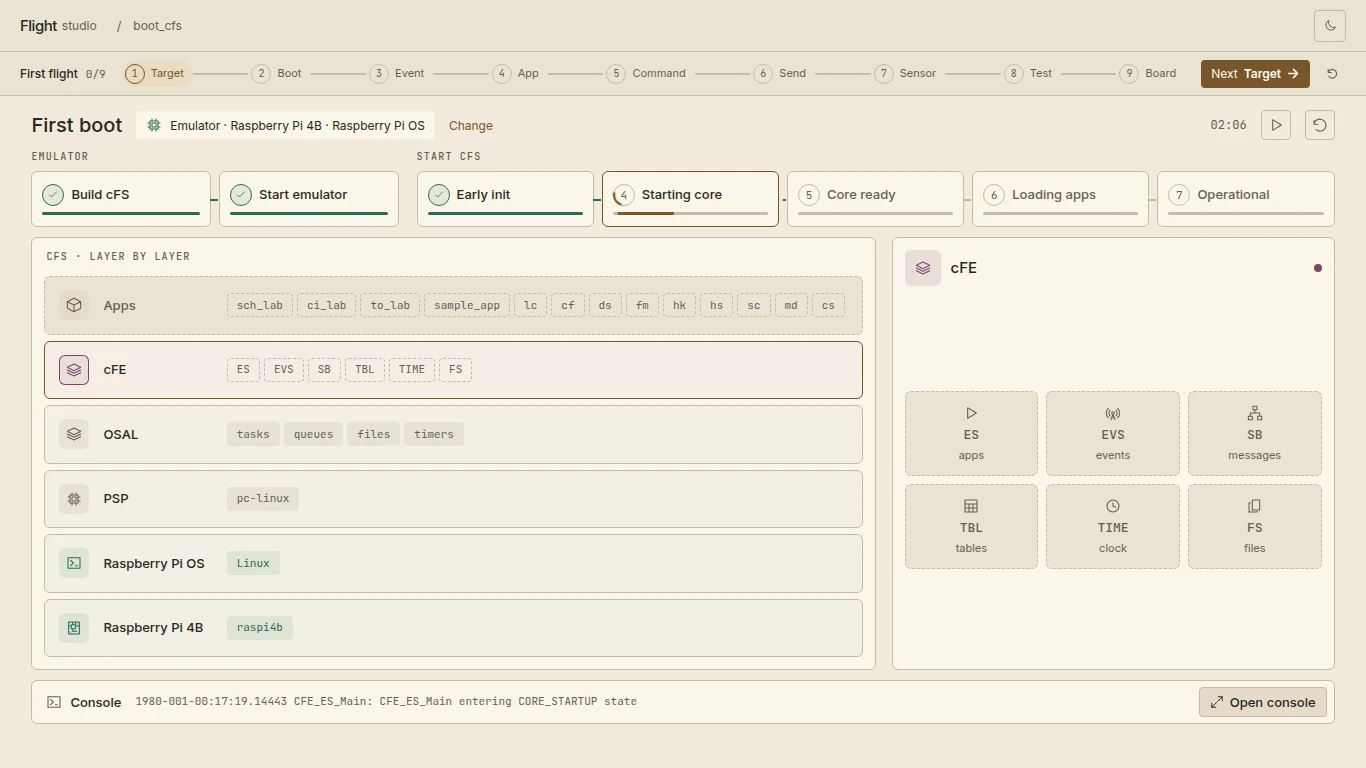 Flight studio / boot_cfs
First flight 0/9 1 Target 2 Boot 3 Event 4 App 5 Command 6 Send 7 Sensor 8 Test 9 Board Next Target →
First boot Emulator · Raspberry Pi 4B · Raspberry Pi OS Change 02:06
EMULATOR START CFS
Build cFS Start emulator Early init 4 Starting core 5 Core ready 6 Loading apps 7 Operational
CFS · LAYER BY LAYER
Apps sch_lab ci_lab to_lab sample_app lc cf ds fm hk hs sc md cs
cFE ES EVS SB TBL TIME FS
OSAL tasks queues files timers
PSP pc-linux
Raspberry Pi OS Linux
Raspberry Pi 4B raspi4b
cFE
ES EVS SB
apps events messages
TBL TIME FS
tables clock files
Console 1980-001-00:17:19.14443 CFE_ES_Main: CFE_ES_Main entering CORE_STARTUP state Open console